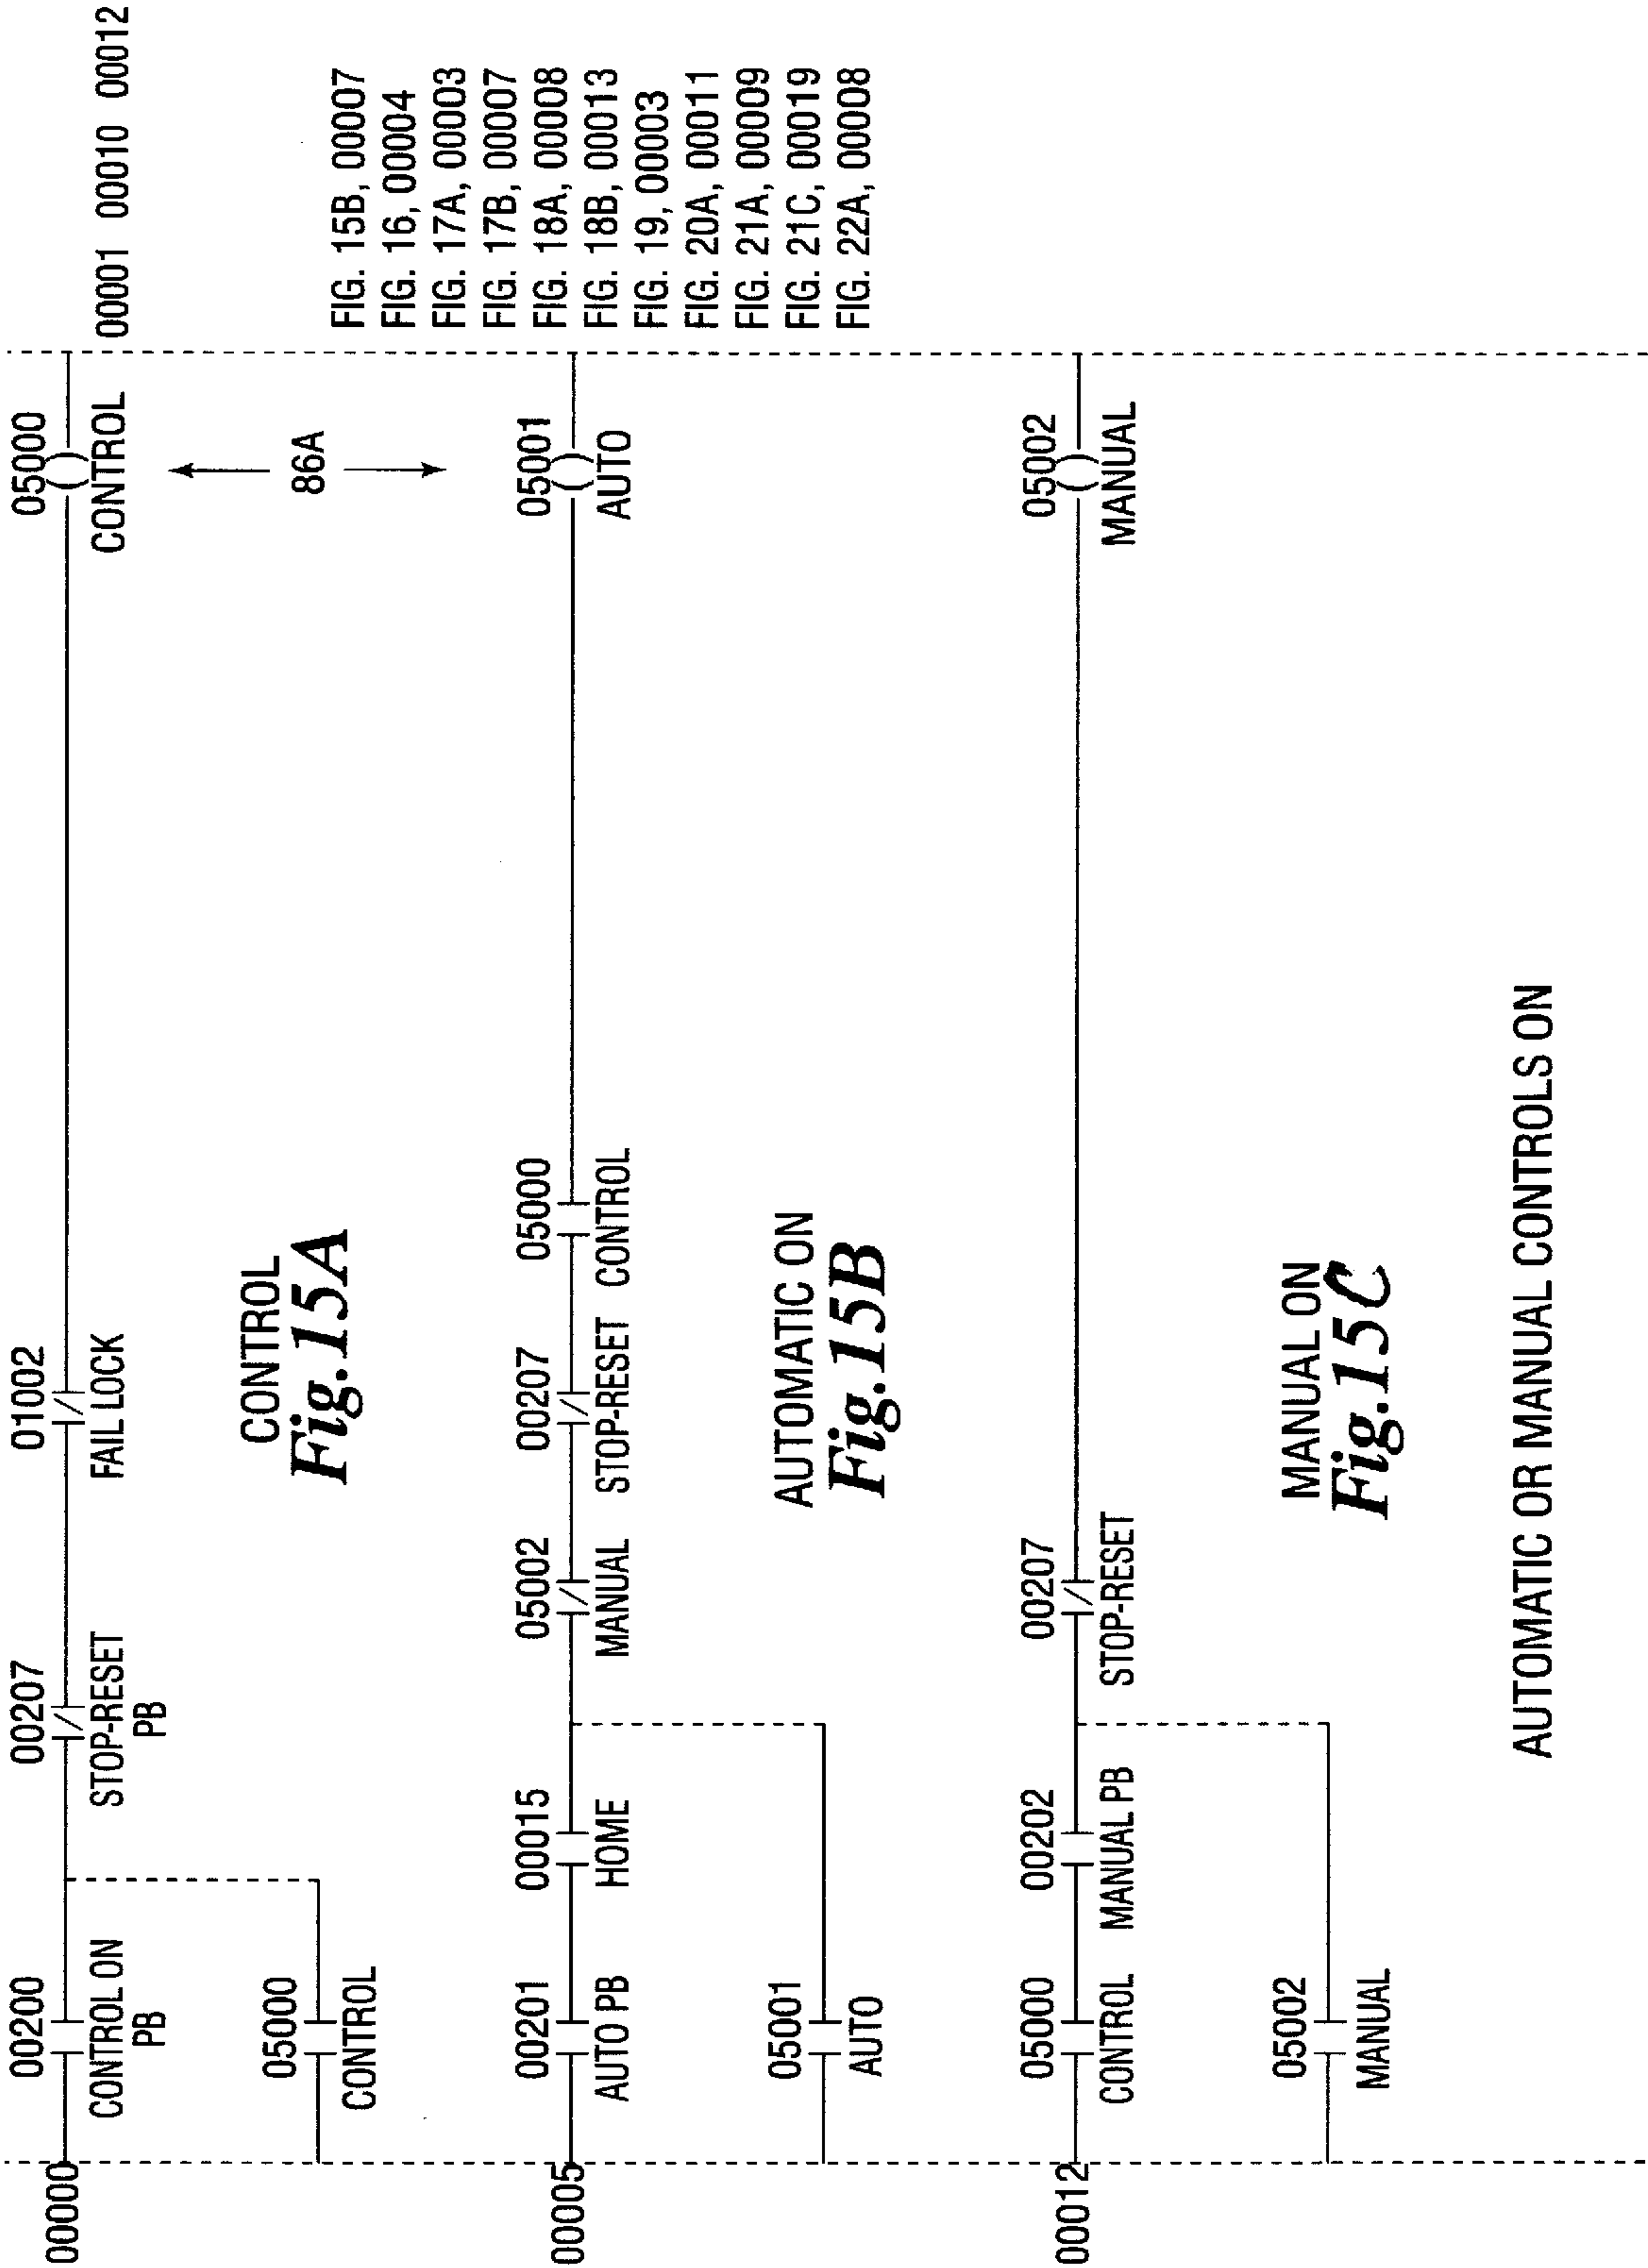 00000
00200
00207
01002
05000
CONTROL ON
PB
STOP-RESET
PB
FAIL LOCK
CONTROL
00001 00010 00012
05000
CONTROL
CONTROL
Fig.15A
86A
FIG. 15B, 00007
FIG. 16, 00004
FIG. 17A, 00003
FIG. 17B, 00007
FIG. 18A, 00008
FIG. 18B, 00013
FIG. 19, 00003
FIG. 20A, 00011
FIG. 21A, 00009
FIG. 21C, 00019
FIG. 22A, 00008
00005
00201
00015
05002
00207
05000
05001
AUTO PB
HOME
MANUAL
STOP-RESET
CONTROL
AUTO
05001
AUTO
AUTOMATIC ON
Fig.15B
00012
05000
00202
00207
05002
CONTROL
MANUAL PB
STOP-RESET
MANUAL
05002
MANUAL
MANUAL ON
Fig.15C
AUTOMATIC OR MANUAL CONTROLS ON